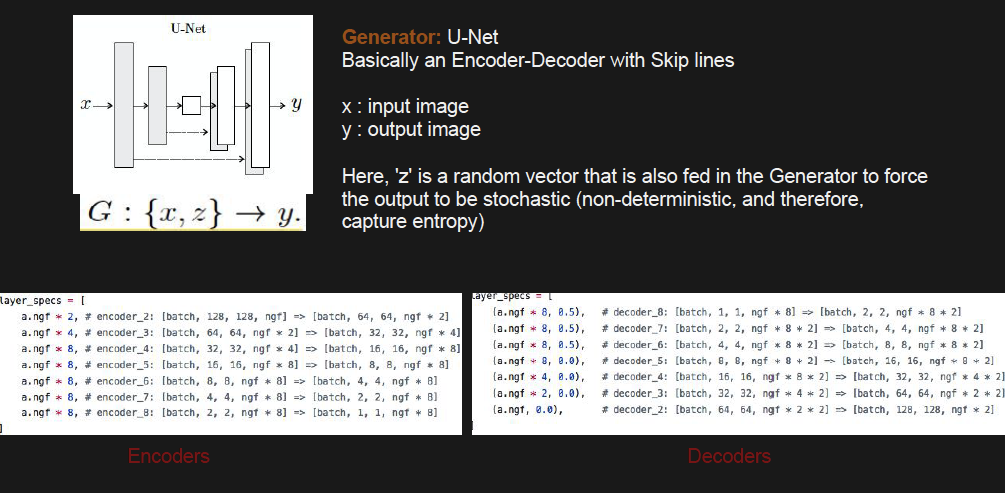 U-Net
x
y
G : {x, z} → y.
Generator: U-Net
Basically an Encoder-Decoder with Skip lines
x : input image
y : output image
Here, 'z' is a random vector that is also fed in the Generator to force
the output to be stochastic (non-deterministic, and therefore,
capture entropy)
layer_specs = [
a.ngf * 2, # encoder_2: [batch, 128, 128, ngf] => [batch, 64, 64, ngf * 2]
a.ngf * 4, # encoder_3: [batch, 64, 64, ngf * 2] => [batch, 32, 32, ngf * 4]
a.ngf * 8, # encoder_4: [batch, 32, 32, ngf * 4] => [batch, 16, 16, ngf * 8]
a.ngf * 8, # encoder_5: [batch, 16, 16, ngf * 8] => [batch, 8, 8, ngf * 8]
a.ngf * 8, # encoder_6: [batch, 8, 8, ngf * 8] => [batch, 4, 4, ngf * 8]
a.ngf * 8, # encoder_7: [batch, 4, 4, ngf * 8] => [batch, 2, 2, ngf * 8]
a.ngf * 8, # encoder_8: [batch, 2, 2, ngf * 8] => [batch, 1, 1, ngf * 8]
]
Encoders
layer_specs = [
(a.ngf * 8, 0.5), # decoder_8: [batch, 1, 1, ngf * 8] => [batch, 2, 2, ngf * 8 * 2]
(a.ngf * 8, 0.5), # decoder_7: [batch, 2, 2, ngf * 8 * 2] => [batch, 4, 4, ngf * 8 * 2]
(a.ngf * 8, 0.5), # decoder_6: [batch, 4, 4, ngf * 8 * 2] => [batch, 8, 8, ngf * 8 * 2]
(a.ngf * 8, 0.0), # decoder_5: [batch, 8, 8, ngf * 8 * 2] => [batch, 16, 16, ngf * 8 * 2]
(a.ngf * 4, 0.0), # decoder_4: [batch, 16, 16, ngf * 8 * 2] => [batch, 32, 32, ngf * 4 * 2]
(a.ngf * 2, 0.0), # decoder_3: [batch, 32, 32, ngf * 4 * 2] => [batch, 64, 64, ngf * 2 * 2]
(a.ngf, 0.0), # decoder_2: [batch, 64, 64, ngf * 2 * 2] => [batch, 128, 128, ngf * 2]
Decoders